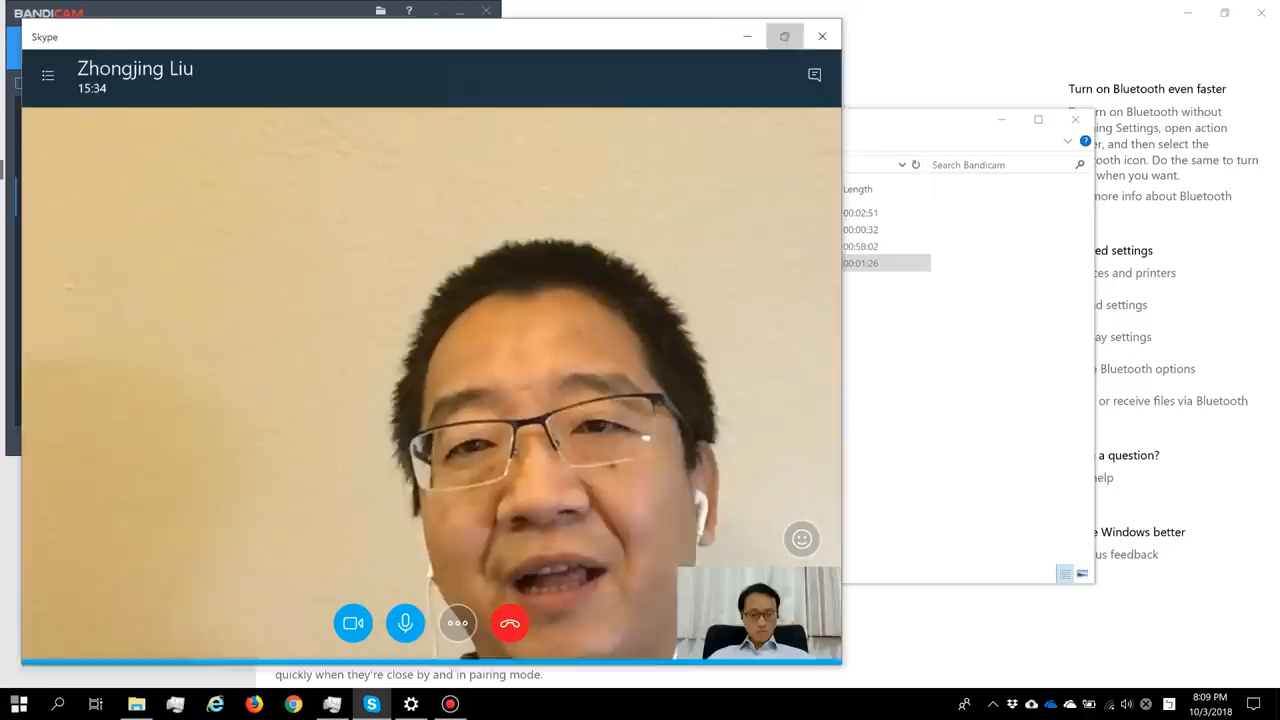 BANDICAM
Skype
Zhongjing Liu
15:34
Turn on Bluetooth even faster
rn on Bluetooth without
ing Settings, open action
er, and then select the
ooth icon. Do the same to turn
when you want.
more info about Bluetooth
Search Bandicam
Length
00:02:51
00:00:32
00:58:02
00:01:26
ed settings
ces and printers
d settings
ay settings
e Bluetooth options
or receive files via Bluetooth
e a question?
help
e Windows better
us feedback
quickly when they're close by and in pairing mode.
8:09 PM
10/3/2018